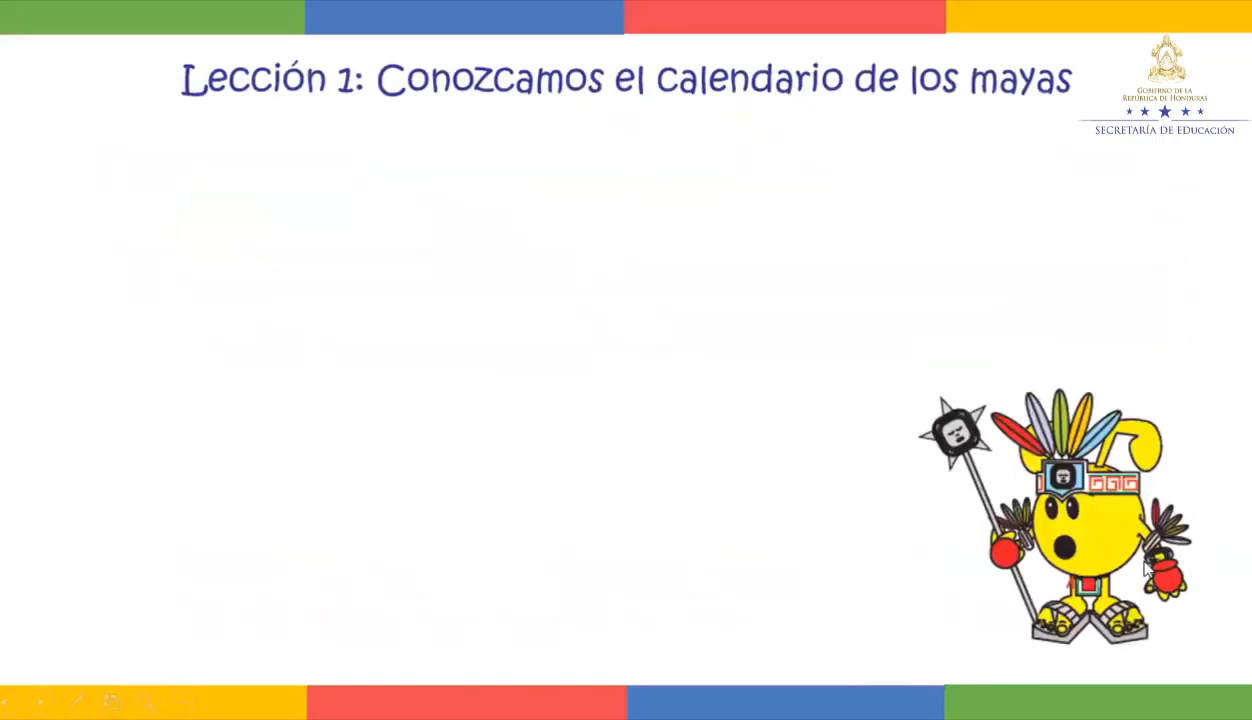 Lección 1: Conozcamos el calendario de los mayas
GOBIERNO DE LA
REPÚBLICA DE HONDURAS
SECRETARÍA DE EDUCACIÓN